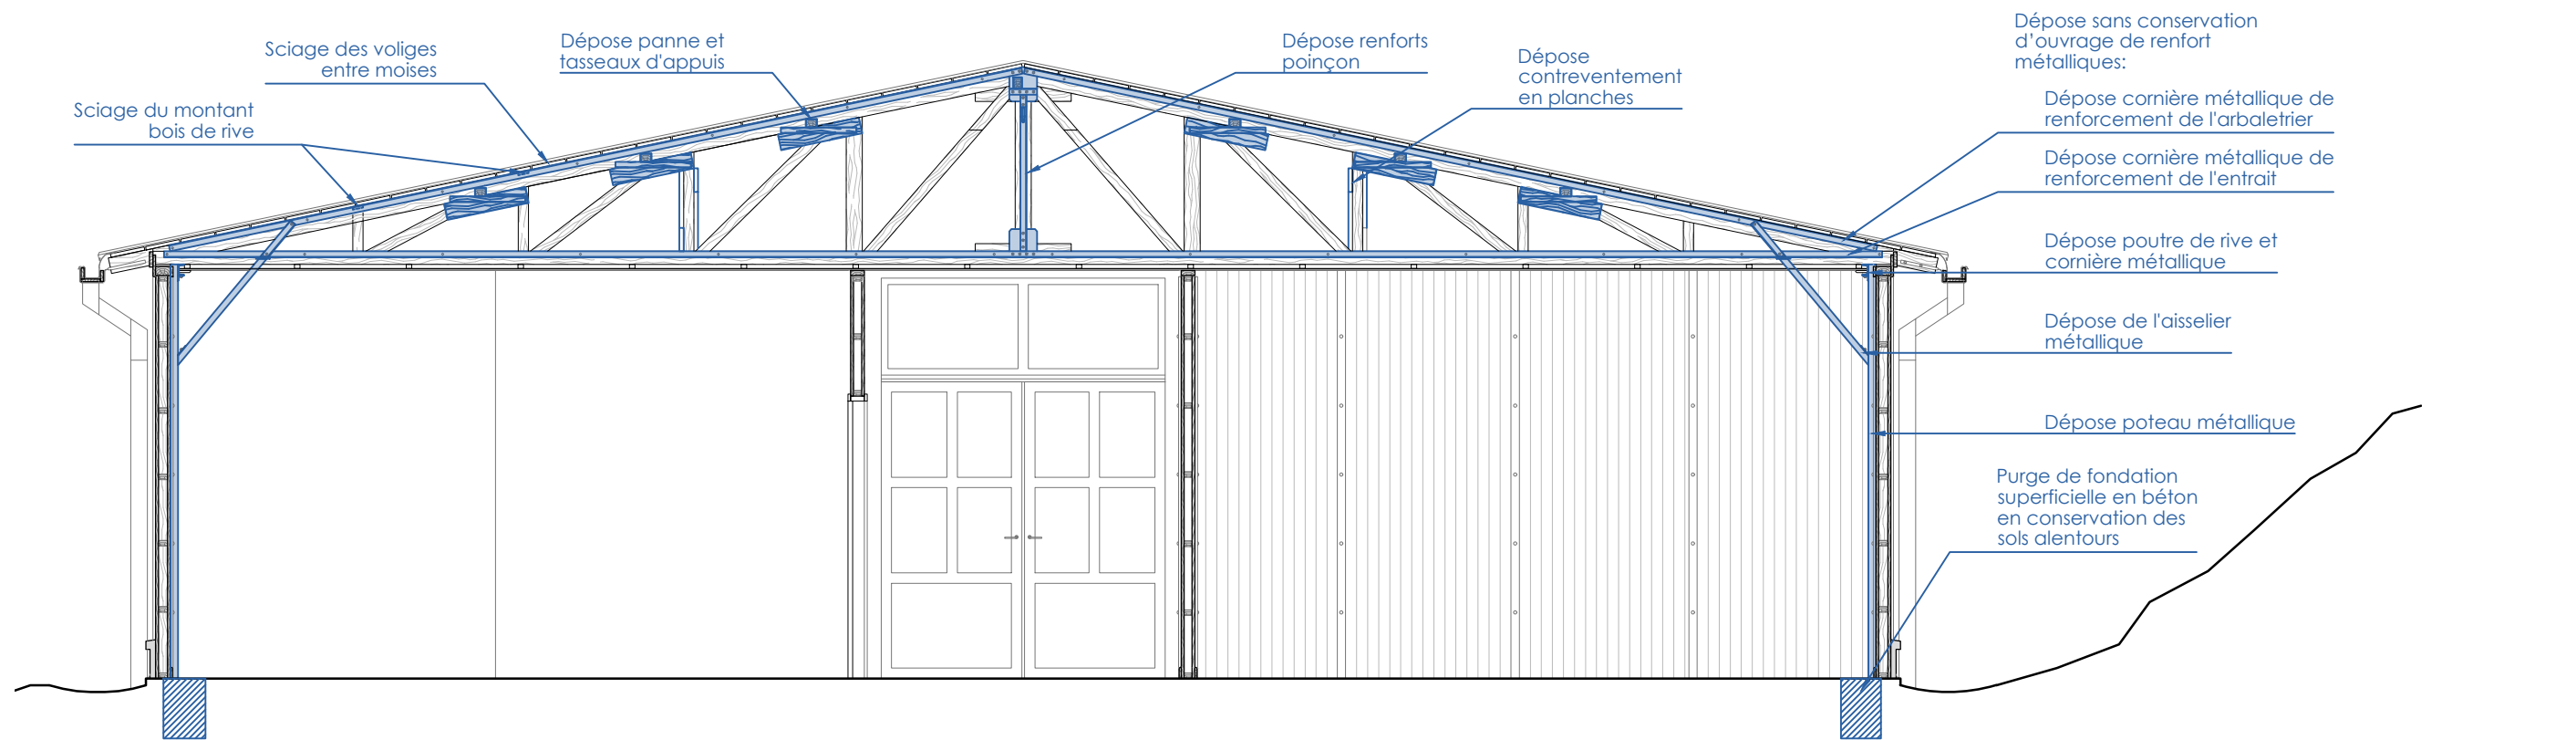 Sciage du montant
bois de rive
Sciage des voliges
entre moises
Dépose panne et
tasseaux d'appuis
Dépose renforts
poinçon
Dépose
contreventement
en planches
Dépose sans conservation
d’ouvrage de renfort
métalliques:
Dépose cornière métallique de
renforcement de l'arbaletrier
Dépose cornière métallique de
renforcement de l'entrait
Dépose poutre de rive et
cornière métallique
Dépose de l'aisselier
métallique
Dépose poteau métallique
Purge de fondation
superficielle en béton
en conservation des
sols alentours